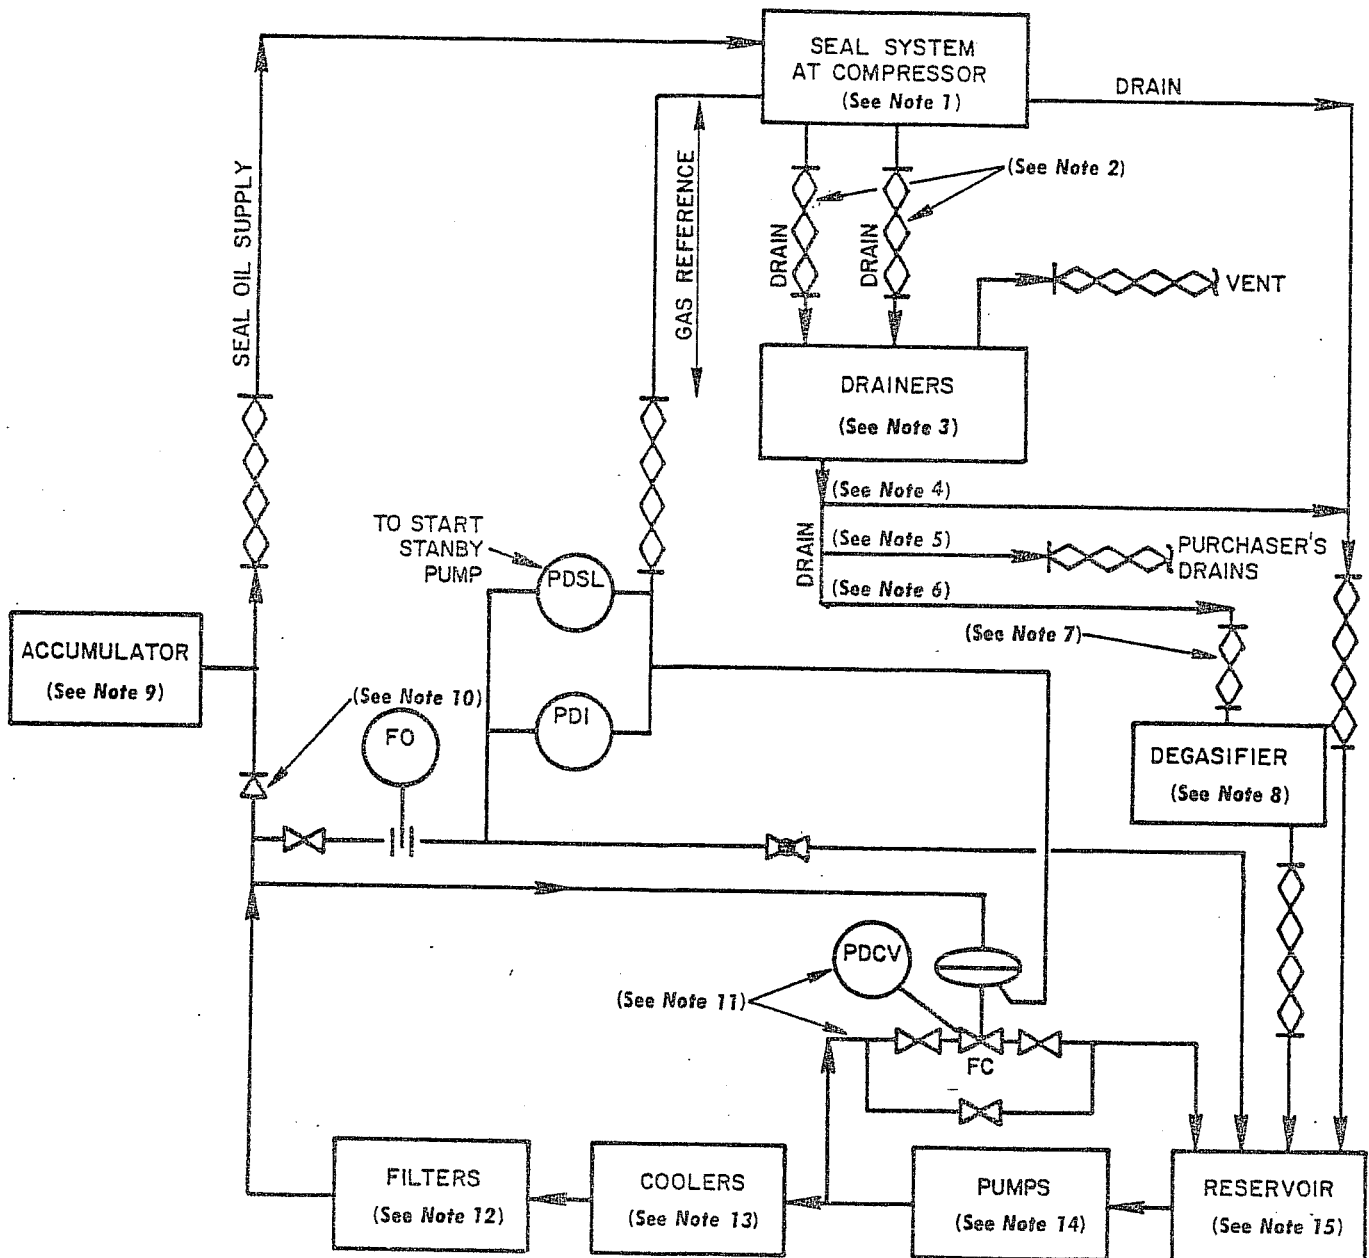 SEAL SYSTEM
AT COMPRESSOR
(See Note 1)
DRAIN
SEAL OIL SUPPLY
GAS REFERENCE
DRAIN
DRAIN
(See Note 2)
VENT
DRAINERS
(See Note 3)
(See Note 4)
TO START
STANBY
PUMP
PDSL
DRAIN
(See Note 5)
PURCHASER'S
DRAINS
(See Note 6)
(See Note 7)
ACCUMULATOR
(See Note 9)
(See Note 10)
FO
PDI
DEGASIFIER
(See Note 8)
PDCV
(See Note 11)
FC
FILTERS
(See Note 12)
COOLERS
(See Note 13)
PUMPS
(See Note 14)
RESERVOIR
(See Note 15)